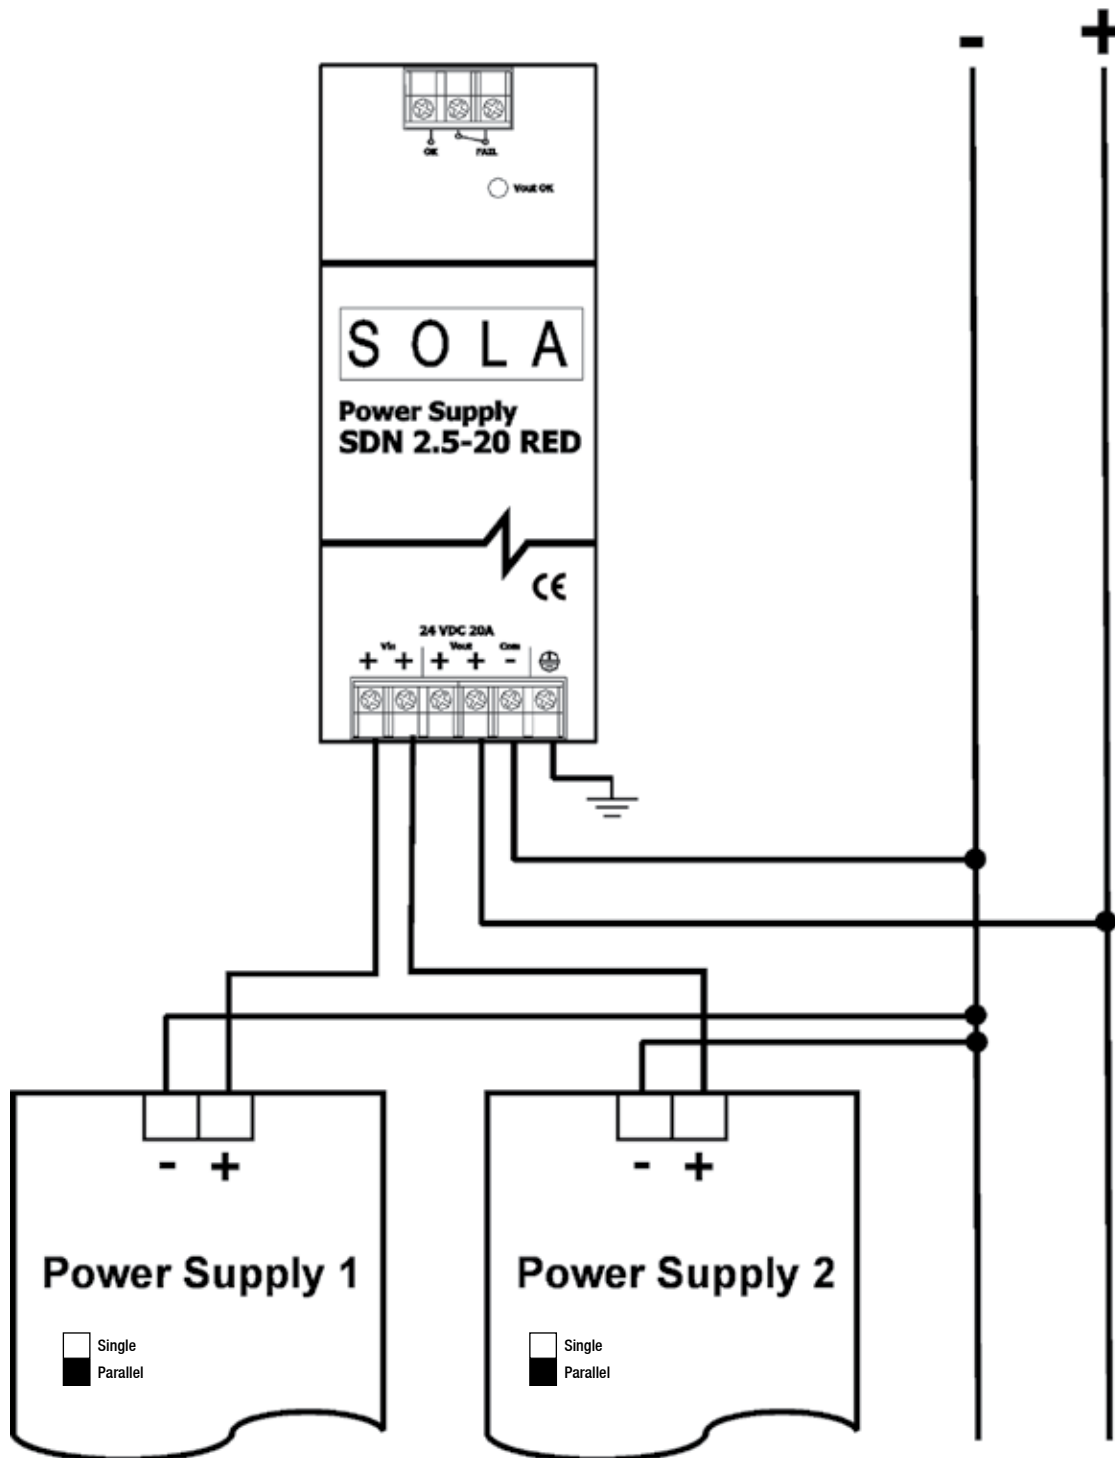 - +
OK FAIL
Vout OK
S O L A
Power Supply
SDN 2.5-20 RED
CE
24 VDC 20A
Vin Vout Com
+ + + + -
- +
- +
Power Supply 1
Power Supply 2
Single
Parallel
Single
Parallel